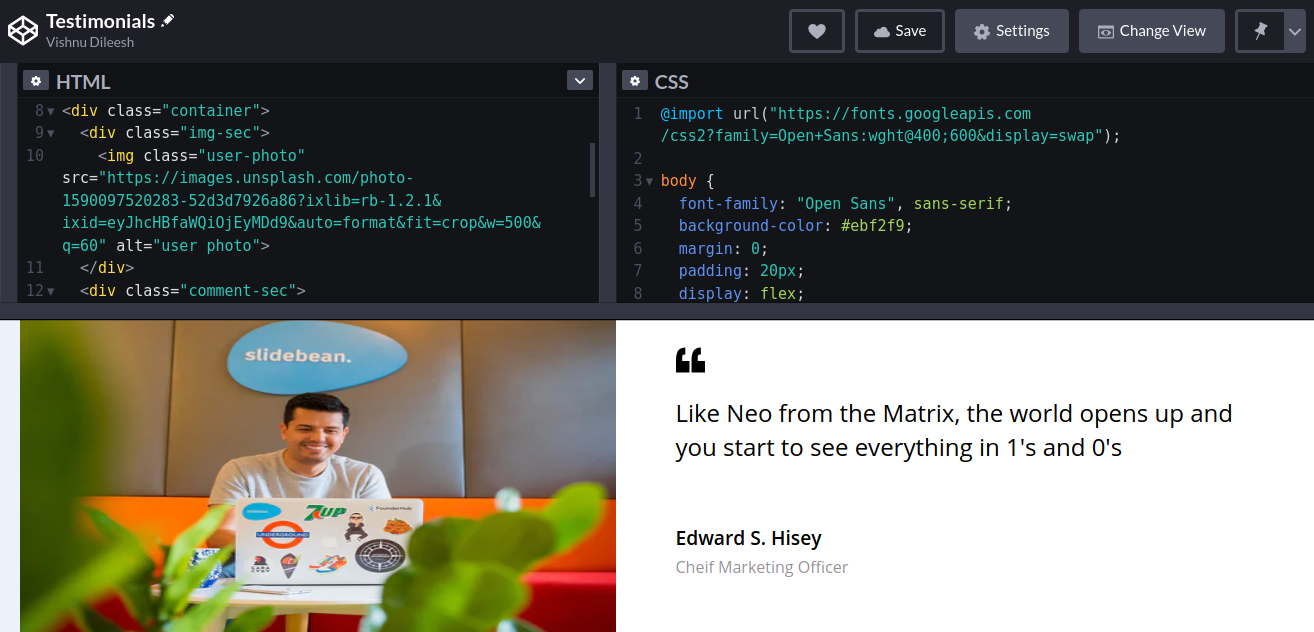 Testimonials
Vishnu Dileesh
Save
Settings
Change View
HTML
8
<div class="container">
9
<div class="img-sec">
10
<img class="user-photo"
src="https://images.unsplash.com/photo-
1590097520283-52d3d7926a86?ixlib=rb-1.2.1&
ixid=eyJhcHBfaWQiOjEyMDd9&auto=format&fit=crop&w=500&
q=60" alt="user photo">
11
</div>
12
<div class="comment-sec">
CSS
1
@import url("https://fonts.googleapis.com
/css2?family=Open+Sans:wght@400;600&display=swap");
2
3
body {
4
font-family: "Open Sans", sans-serif;
5
background-color: #ebf2f9;
6
margin: 0;
7
padding: 20px;
8
display: flex;
slidebean.
7UP
FounderHub
UNDERGROUND
“
Like Neo from the Matrix, the world opens up and
you start to see everything in 1's and 0's
Edward S. Hisey
Cheif Marketing Officer